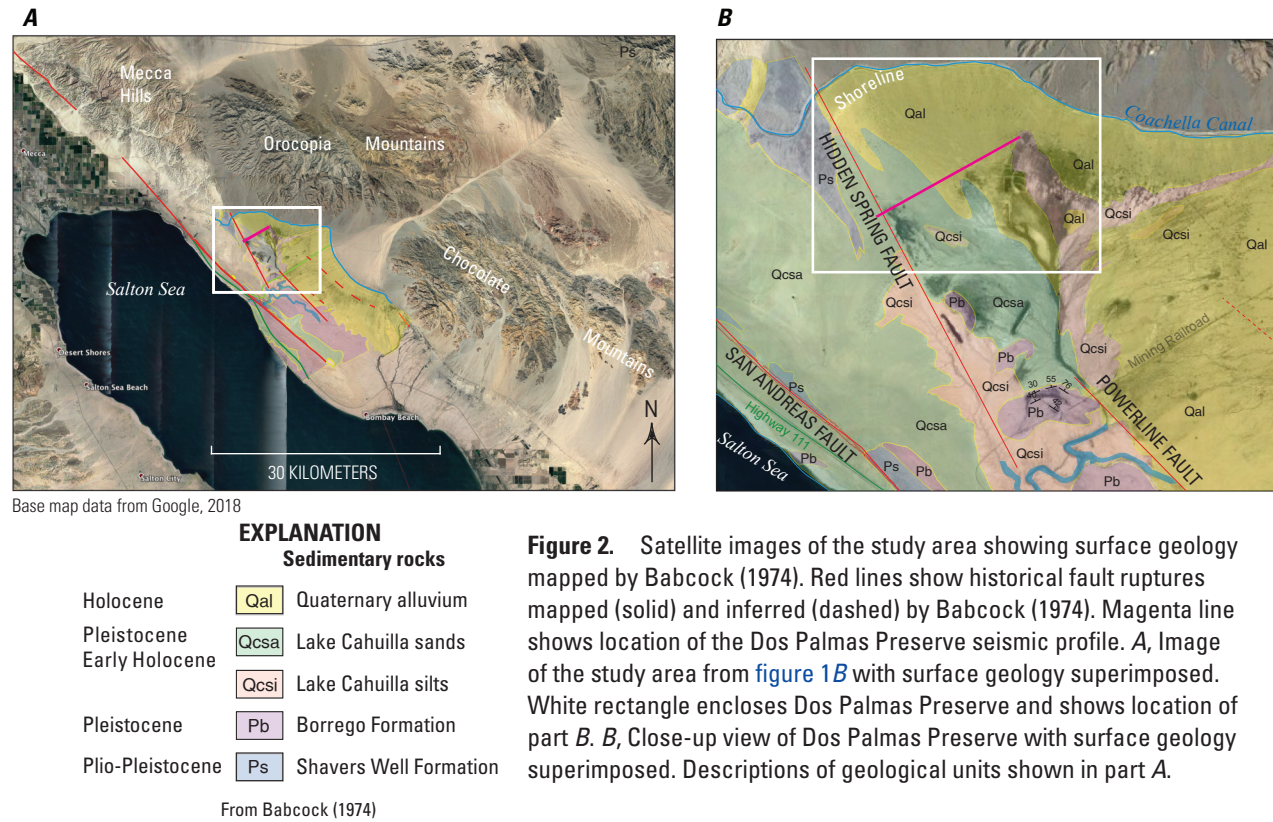 A
Ps
Mecca
Hills
Mecca
Orocopia
Mountains
Salton Sea
Chocolate
Mountains
Desert Shores
Salton Sea Beach
Bombay Beach
Salton City
30 KILOMETERS
N
Base map data from Google, 2018
B
Shoreline
Qal
Coachella Canal
HIDDEN SPRING FAULT
Ps
Qal
Qal
Qcsi
Qcsi
Qcsi
Qal
Qcsa
Qcsi
Pb
Qcsa
Mining Railroad
Pb
Qcsi
Qcsi
POWERLINE FAULT
SAN ANDREAS FAULT
Ps
30
55
76
Pb
Qal
Highway 111
Qcsa
Qcsi
Salton Sea
Pb
Ps
Pb
Pb
EXPLANATION
Sedimentary rocks
Holocene
Qal
Quaternary alluvium
Pleistocene
Early Holocene
Qcsa
Lake Cahuilla sands
Qcsi
Lake Cahuilla silts
Pleistocene
Pb
Borrego Formation
Plio-Pleistocene
Ps
Shavers Well Formation
From Babcock (1974)
Figure 2. Satellite images of the study area showing surface geology
mapped by Babcock (1974). Red lines show historical fault ruptures
mapped (solid) and inferred (dashed) by Babcock (1974). Magenta line
shows location of the Dos Palmas Preserve seismic profile. A, Image
of the study area from figure 1B with surface geology superimposed.
White rectangle encloses Dos Palmas Preserve and shows location of
part B. B, Close-up view of Dos Palmas Preserve with surface geology
superimposed. Descriptions of geological units shown in part A.